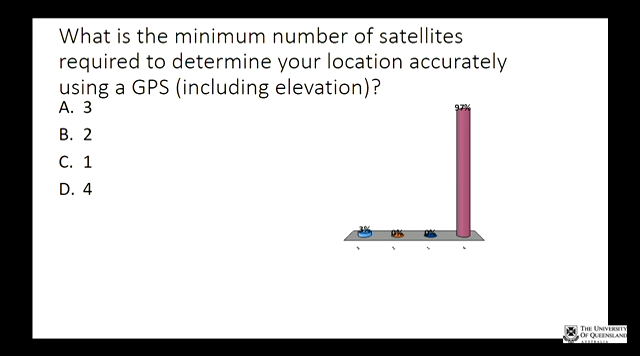 What is the minimum number of satellites
required to determine your location accurately
using a GPS (including elevation)?
A. 3
B. 2
C. 1
D. 4
97%
3%
0%
0%
THE UNIVERSITY
OF QUEENSLAND
AUSTRALIA